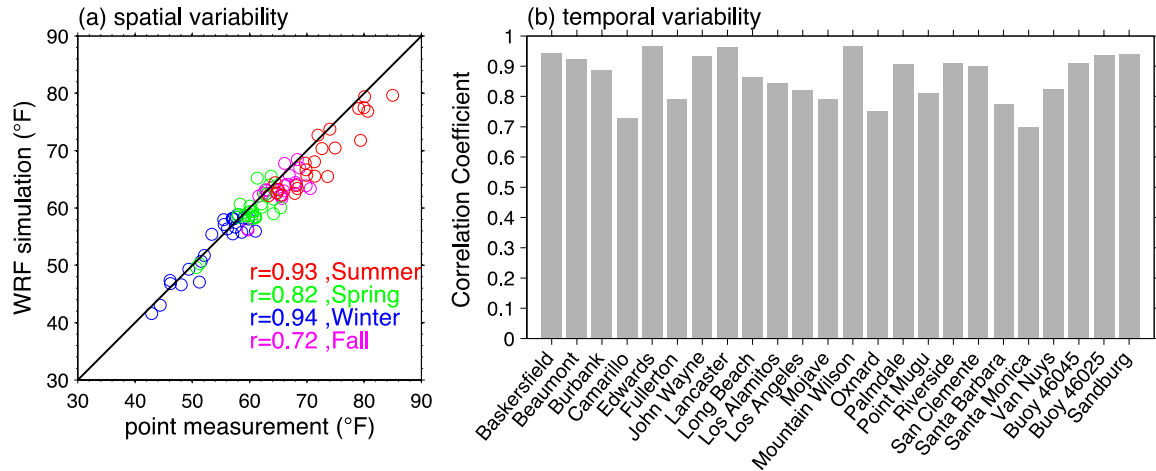 (a) spatial variability
90
80
70
60
50
40
30
WRF simulation (°F)
r=0.93 ,Summer
r=0.82 ,Spring
r=0.94 ,Winter
r=0.72 ,Fall
30 40 50 60 70 80 90
point measurement (°F)
(b) temporal variability
1
0.9
0.8
0.7
0.6
0.5
0.4
0.3
0.2
0.1
0
Correlation Coefficient
Baskersfield
Beaumont
Burbank
Camarillo
Edwards
Fullerton
John Wayne
Lancaster
Long Beach
Los Alamitos
Los Angeles
Mojave
Mountain Wilson
Oxnard
Palmdale
Point Mugu
Riverside
San Clemente
Santa Barbara
Santa Monica
Van Nuys
Buoy 46045
Buoy 46025
Sandburg